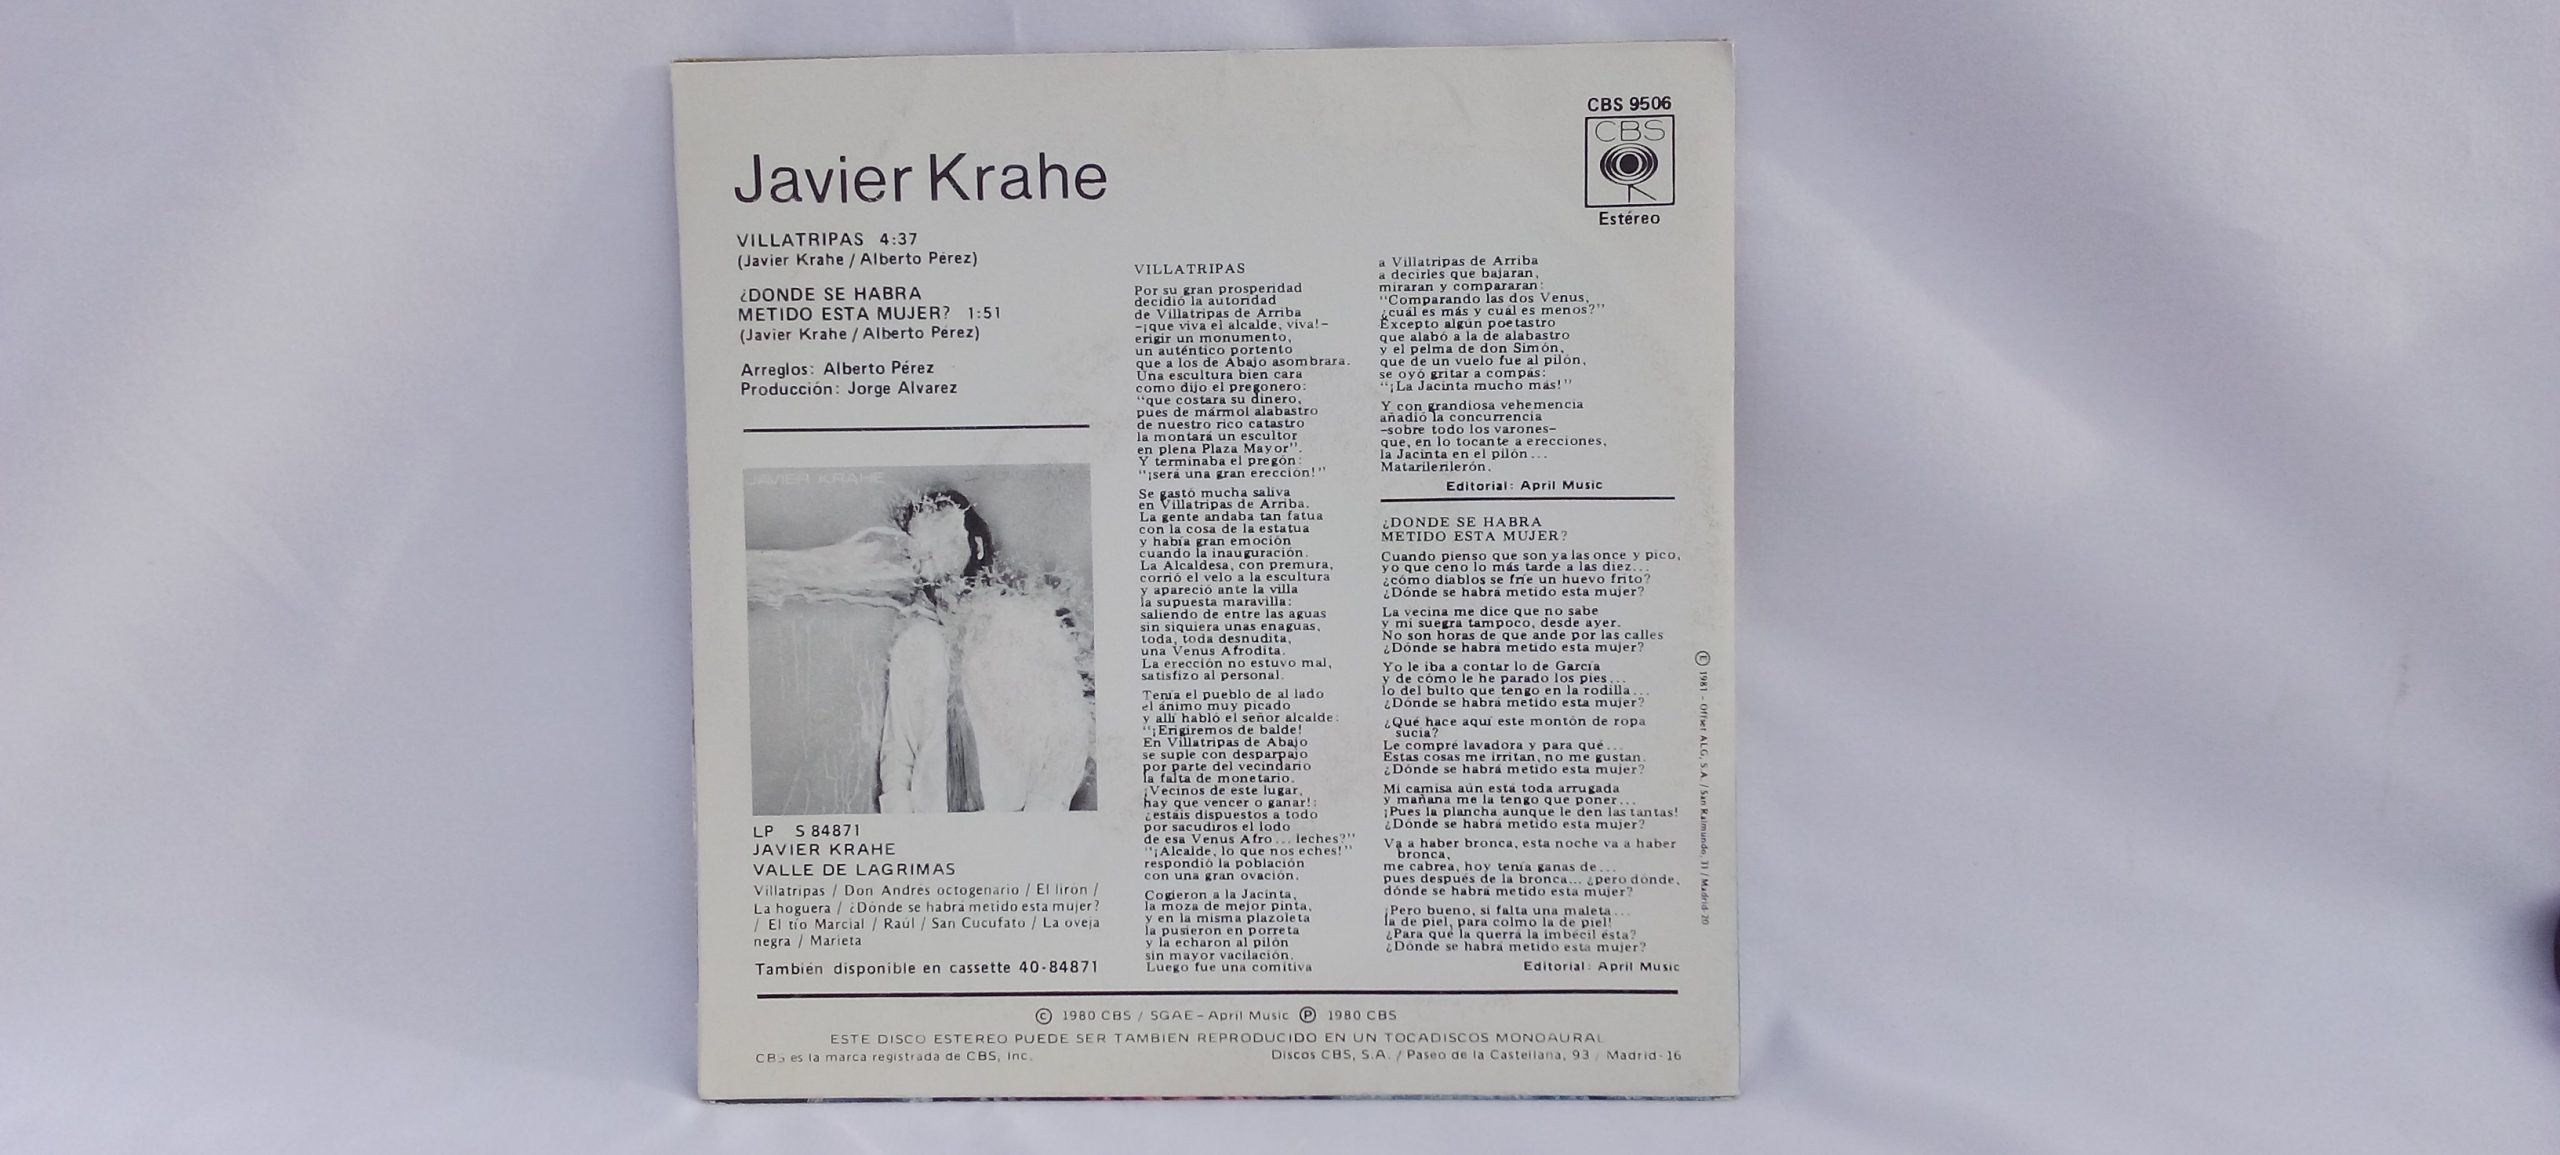 CBS 9506
CBS
Estéreo
Javier Krahe
VILLATRIPAS 4:37
(Javier Krahe / Alberto Pérez)
¿DONDE SE HABRA
METIDO ESTA MUJER? 1:51
(Javier Krahe / Alberto Pérez)
Arreglos: Alberto Pérez
Producción: Jorge Alvarez
JAVIER KRAHE
LP S 84871
JAVIER KRAHE
VALLE DE LAGRIMAS
Villatripas / Don Andrés octogenario / El lirón /
La hoguera / ¿Dónde se habrá metido esta mujer?
/ El tío Marcial / Raúl / San Cucufato / La oveja
negra / Marieta
También disponible en cassette 40-84871
VILLATRIPAS
Por su gran prosperidad
decidió la autoridad
de Villatripas de Arriba
–¡que viva el alcalde, viva!–
erigir un monumento,
un auténtico portento
que a los de Abajo asombrara.
Una escultura bien cara
como dijo el pregonero:
“que costara su dinero,
pues de mármol alabastro
de nuestro rico catastro
la montará un escultor
en plena Plaza Mayor”.
Y terminaba el pregón:
“¡será una gran erección!”
Se gastó mucha saliva
en Villatripas de Arriba.
La gente andaba tan fatua
con la cosa de la estatua
y había gran emoción
cuando la inauguración.
La Alcaldesa, con premura,
corrió el velo a la escultura
y apareció ante la villa
la supuesta maravilla:
saliendo de entre las aguas
sin siquiera unas enaguas,
toda, toda desnudita,
una Venus Afrodita.
La erección no estuvo mal,
satisfizo al personal.
Tenía el pueblo de al lado
el ánimo muy picado
y allí habló el señor alcalde:
“¡Erigiremos de balde!
En Villatripas de Abajo
se suple con desparpajo
por parte del vecindario
la falta de monetario.
¡Vecinos de este lugar,
hay que vencer o ganar!:
¿estáis dispuestos a todo
por sacudiros el lodo
de esa Venus Afro... leches?”
“¡Alcalde, lo que nos eches!”
respondió la población
con una gran ovación.
Cogieron a la Jacinta,
la moza de mejor pinta,
y en la misma plazoleta
la pusieron en porreta
y la echaron al pilón
sin mayor vacilación.
Luego fue una comitiva
a Villatripas de Arriba
a decirles que bajaran,
miraran y compararan:
“Comparando las dos Venus,
¿cuál es más y cuál es menos?”
Excepto algún poetastro
que alabó a la de alabastro
y el pelma de don Simón,
que de un vuelo fue al pilón,
se oyó gritar a compás:
“¡La Jacinta mucho más!”
Y con grandiosa vehemencia
añadió la concurrencia
–sobre todo los varones–
que, en lo tocante a erecciones,
la Jacinta en el pilón...
Matarilerilerón.
Editorial: April Music
¿DONDE SE HABRA
METIDO ESTA MUJER?
Cuando pienso que son ya las once y pico,
yo que ceno lo más tarde a las diez...
¿cómo diablos se fríe un huevo frito?
¿Dónde se habrá metido esta mujer?
La vecina me dice que no sabe
y mi suegra tampoco, desde ayer.
No son horas de que ande por las calles
¿Dónde se habrá metido esta mujer?
Yo le iba a contar lo de García
y de cómo le he parado los pies...
lo del bulto que tengo en la rodilla...
¿Dónde se habrá metido esta mujer?
¿Qué hace aquí este montón de ropa
sucia?
Le compré lavadora y para qué...
Estas cosas me irritan, no me gustan.
¿Dónde se habrá metido esta mujer?
Mi camisa aún está toda arrugada
y mañana me la tengo que poner...
¡Pues la plancha aunque le den las tantas!
¿Dónde se habrá metido esta mujer?
Va a haber bronca, esta noche va a haber
bronca,
me cabrea, hoy tenía ganas de...
pues después de la bronca... ¿pero dónde,
dónde se habrá metido esta mujer?
¡Pero bueno, si falta una maleta...
la de piel, para colmo la de piel!
¿Para qué la querrá la imbécil ésta?
¿Dónde se habrá metido esta mujer?
Editorial: April Music
Ⓔ 1981 - Offset ALG, S.A. / San Raimundo, 31 / Madrid-20
© 1980 CBS / SGAE – April Music Ⓟ 1980 CBS
ESTE DISCO ESTEREO PUEDE SER TAMBIEN REPRODUCIDO EN UN TOCADISCOS MONOAURAL
CBS es la marca registrada de CBS, Inc.
Discos CBS, S.A. / Paseo de la Castellana, 93 / Madrid-16